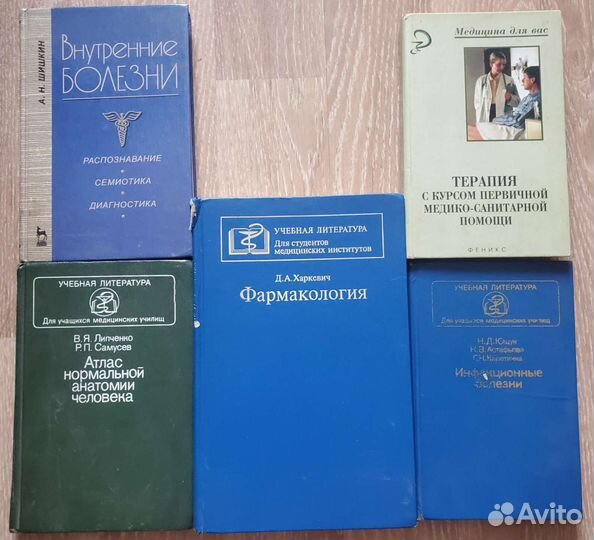 А. Н. ШИШКИН
Внутренние
БОЛЕЗНИ
РАСПОЗНАВАНИЕ
СЕМИОТИКА
ДИАГНОСТИКА
Медицина для вас
ТЕРАПИЯ
С КУРСОМ ПЕРВИЧНОЙ
МЕДИКО-САНИТАРНОЙ
ПОМОЩИ
ФЕНИКС
УЧЕБНАЯ ЛИТЕРАТУРА
Для студентов
медицинских институтов
Д.А.Харкевич
Фармакология
УЧЕБНАЯ ЛИТЕРАТУРА
Для учащихся медицинских училищ
В.Я. Липченко
Р.П. Самусев
Атлас
нормальной
анатомии
человека
УЧЕБНАЯ ЛИТЕРАТУРА
Для учащихся медицинских училищ
Н.Д.Ющук
Н.В.Астафьева
Г.Н.Кареткина
Инфекционные
болезни
Avito